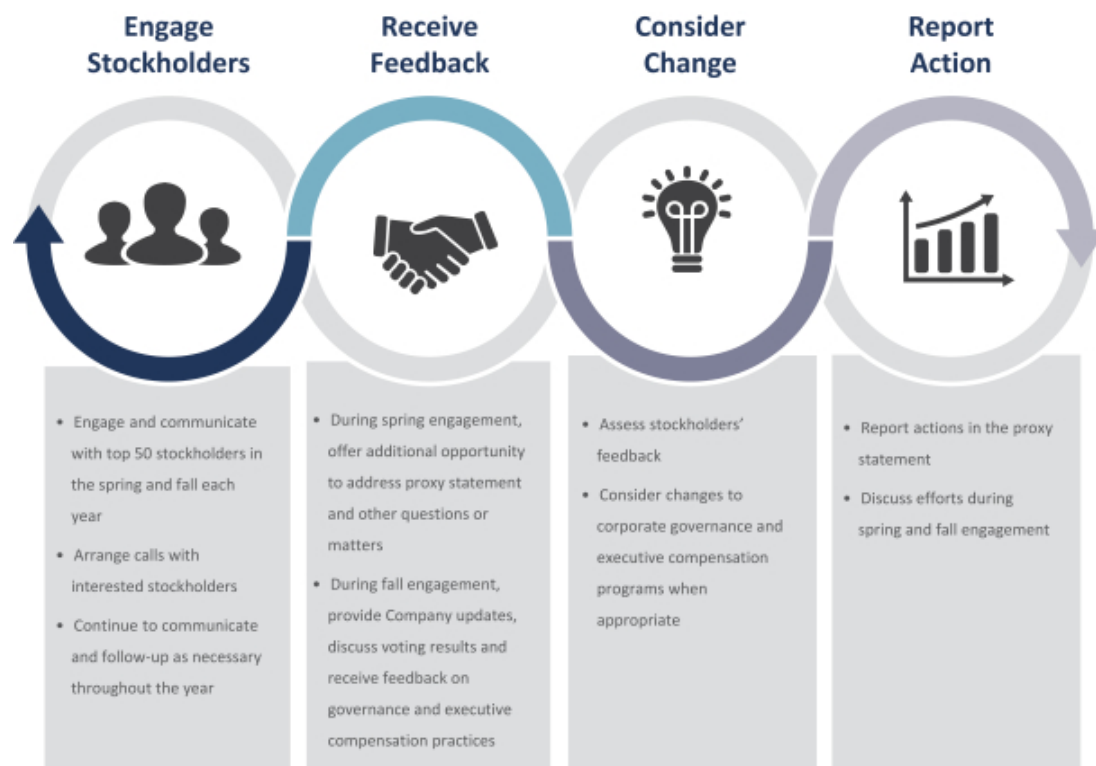 Engage
Stockholders
Receive
Feedback
Consider
Change
Report
Action
• Engage and communicate
with top 50 stockholders in
the spring and fall each
year
• Arrange calls with
interested stockholders
• Continue to communicate
and follow-up as necessary
throughout the year
• During spring engagement,
offer additional opportunity
to address proxy statement
and other questions or
matters
• During fall engagement,
provide Company updates,
discuss voting results and
receive feedback on
governance and executive
compensation practices
• Assess stockholders’
feedback
• Consider changes to
corporate governance and
executive compensation
programs when
appropriate
• Report actions in the proxy
statement
• Discuss efforts during
spring and fall engagement